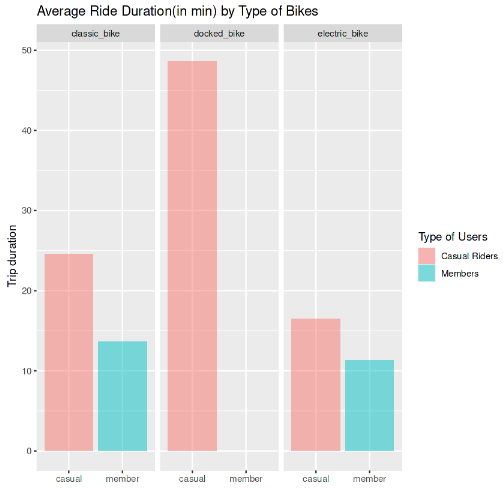 Average Ride Duration(in min) by Type of Bikes
classic_bike docked_bike electric_bike
50
40
30
20
10
0
Trip duration
casual member casual member casual member
Type of Users
Casual Riders
Members